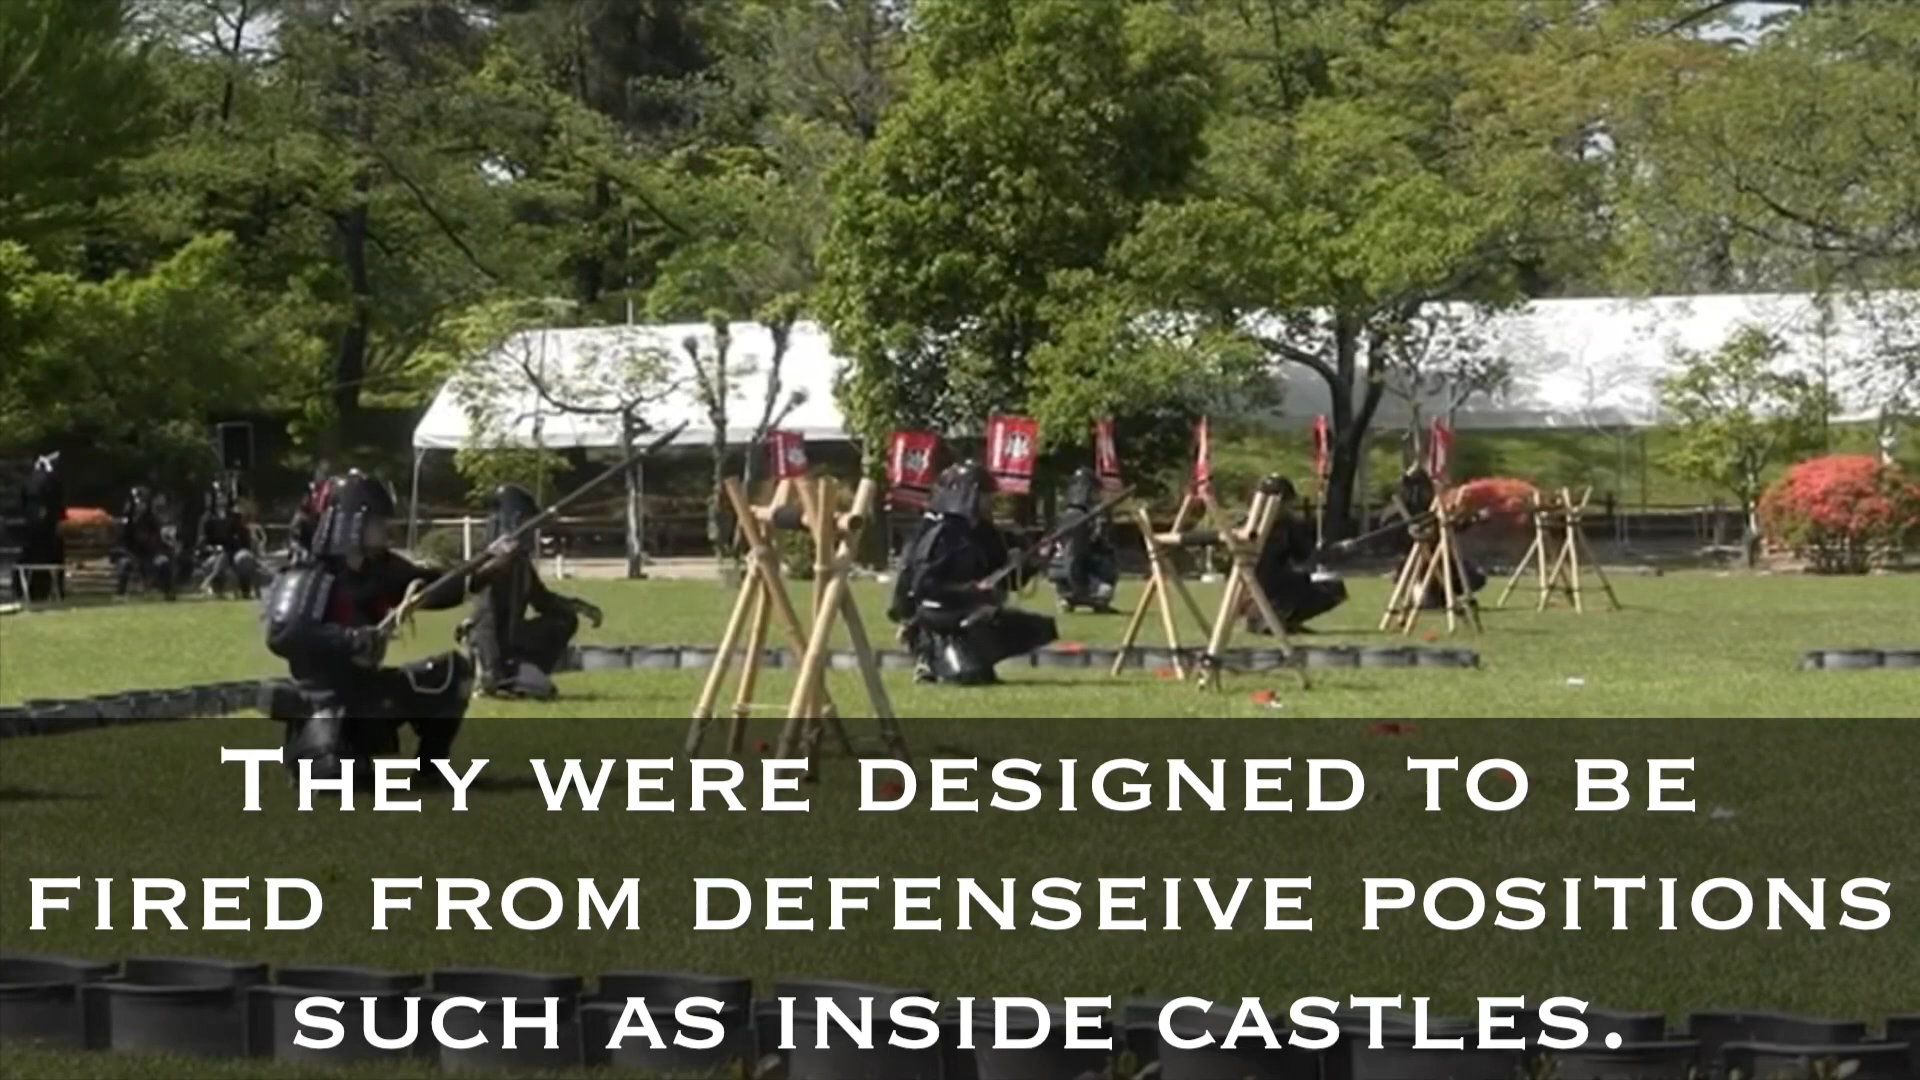 They were designed to be
fired from defenseive positions
such as inside castles.